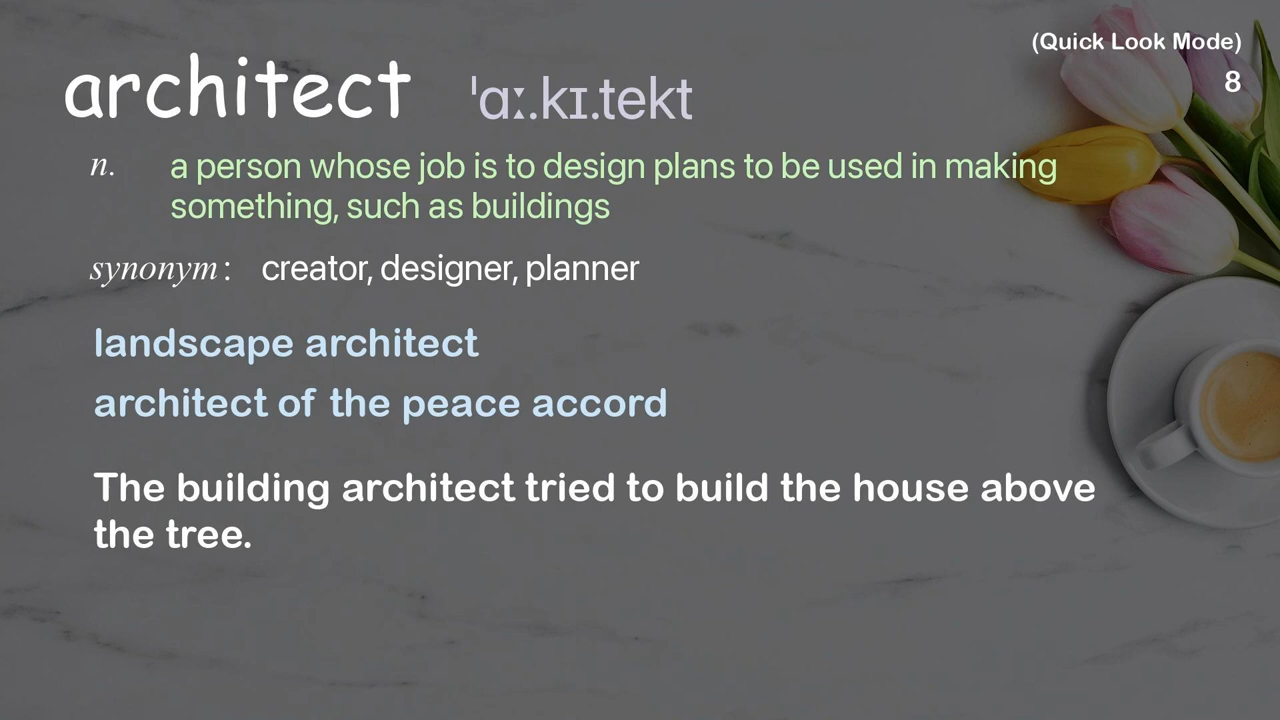 (Quick Look Mode)
architect ˈɑː.kɪ.tekt
8
n. a person whose job is to design plans to be used in making
something, such as buildings
synonym : creator, designer, planner
landscape architect
architect of the peace accord
The building architect tried to build the house above
the tree.